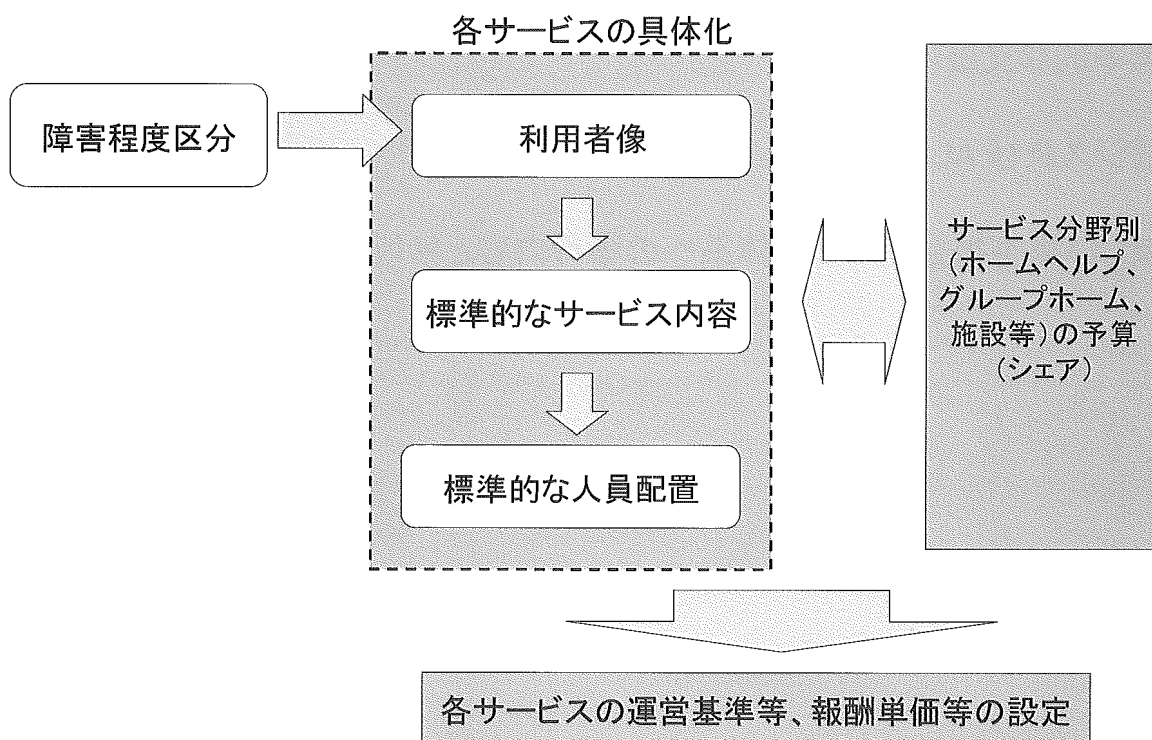 各サービスの具体化
障害程度区分
利用者像
標準的なサービス内容
標準的な人員配置
サービス分野別
（ホームヘルプ、
グループホーム、
施設等）の予算
（シェア）
各サービスの運営基準等、報酬単価等の設定